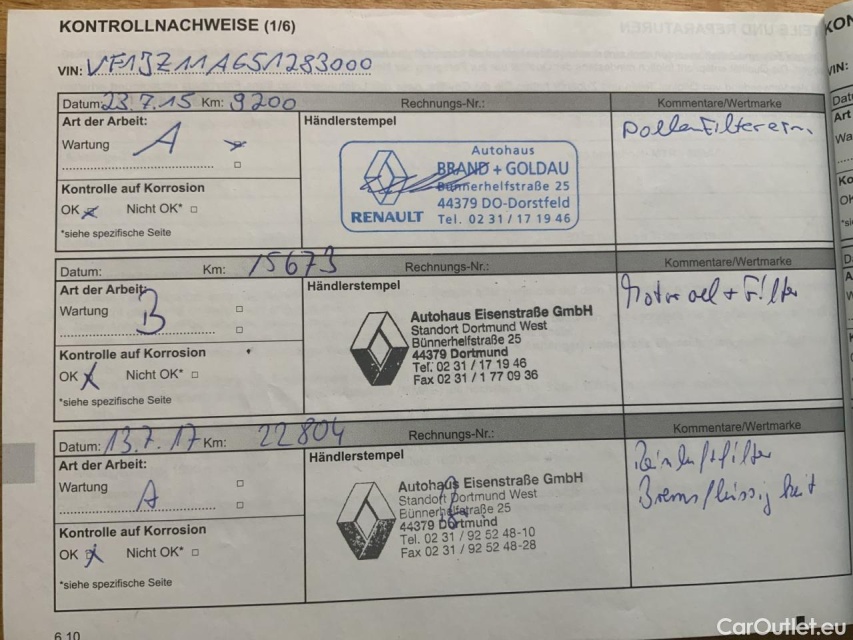 KONTROLLNACHWEISE (1/6)
VIN: VF1JZ11AG51283000
Datum: 23.7.15 Km: 9200 Rechnungs-Nr.: Kommentare/Wertmarke
Art der Arbeit: Händlerstempel
Wartung A
Pollenfilter ern.
Autohaus
BRAND + GOLDAU
Bünnerhelfstraße 25
44379 DO-Dorstfeld
RENAULT Tel. 02 31 / 17 19 46
Kontrolle auf Korrosion
OK Nicht OK*
*siehe spezifische Seite
Datum: Km: 15673 Rechnungs-Nr.: Kommentare/Wertmarke
Art der Arbeit: Händlerstempel
Wartung B
Motoroel + Filter
Autohaus Eisenstraße GmbH
Standort Dortmund West
Bünnerhelfstraße 25
44379 Dortmund
Tel. 02 31 / 17 19 46
Fax 02 31 / 1 77 09 36
Kontrolle auf Korrosion
OK Nicht OK*
*siehe spezifische Seite
Datum: 13.7.17 Km: 22804 Rechnungs-Nr.: Kommentare/Wertmarke
Art der Arbeit: Händlerstempel
Wartung A
Reinluftfilter
Bremsflüssigkeit
Autohaus Eisenstraße GmbH
Standort Dortmund West
Bünnerhelfstraße 25
44379 Dortmund
Tel. 02 31 / 92 52 48-10
Fax 02 31 / 92 52 48-28
Kontrolle auf Korrosion
OK Nicht OK*
*siehe spezifische Seite
6.10
CarOutlet.eu